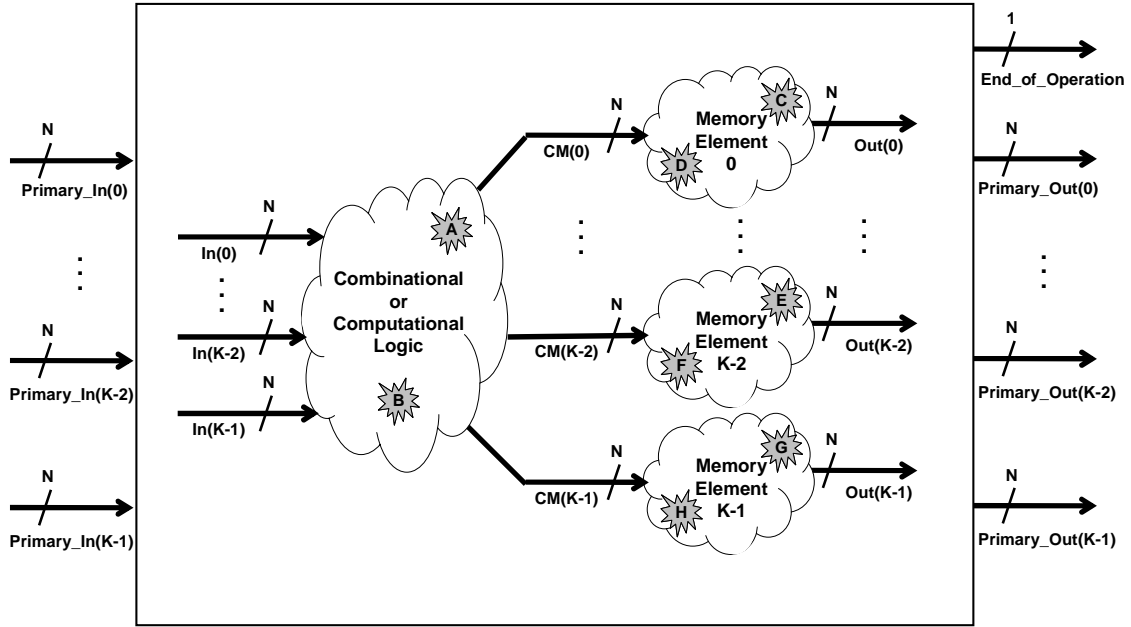 N
Primary_In(0)
N
Primary_In(K-2)
N
Primary_In(K-1)
N
In(0)
N
In(K-2)
N
In(K-1)
A
Combinational
or
Computational
Logic
B
N
CM(0)
N
CM(K-2)
N
CM(K-1)
C
Memory
Element
0
D
E
Memory
Element
K-2
F
G
Memory
Element
K-1
H
N
Out(0)
N
Out(K-2)
N
Out(K-1)
1
End_of_Operation
N
Primary_Out(0)
N
Primary_Out(K-2)
N
Primary_Out(K-1)